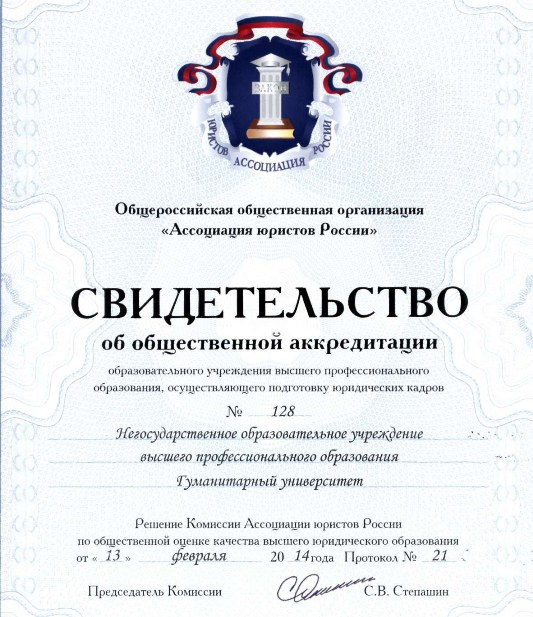 ЗАКОН
АССОЦИАЦИЯ ЮРИСТОВ РОССИИ
Общероссийская общественная организация
«Ассоциация юристов России»
СВИДЕТЕЛЬСТВО
об общественной аккредитации
образовательного учреждения высшего профессионального
образования, осуществляющего подготовку юридических кадров
№ 128
Негосударственное образовательное учреждение
высшего профессионального образования
Гуманитарный университет
Решение Комиссии Ассоциации юристов России
по общественной оценке качества высшего юридического образования
от « 13 » февраля 20 14 года Протокол № 21
Председатель Комиссии С.В. Степашин